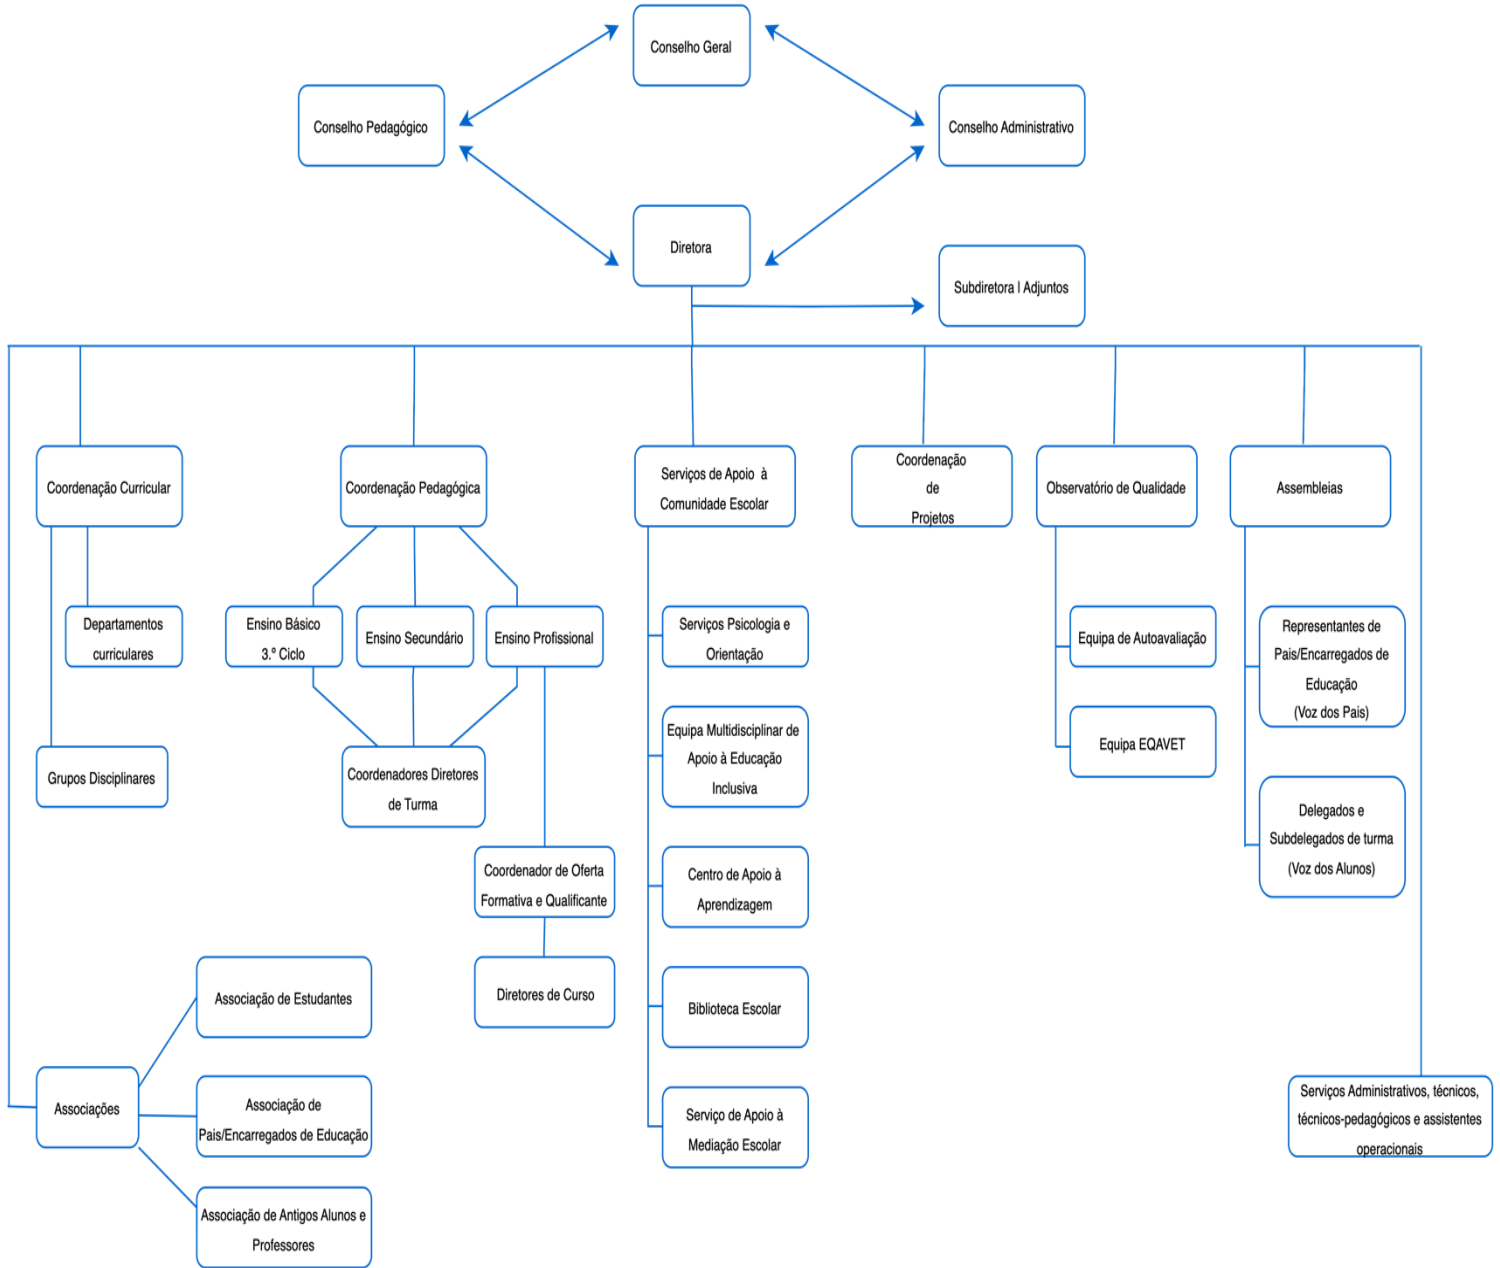 Conselho Geral
Conselho Pedagógico
Conselho Administrativo
Diretora
Subdiretora | Adjuntos
Coordenação Curricular
Coordenação Pedagógica
Serviços de Apoio à
Comunidade Escolar
Coordenação
de
Projetos
Observatório de Qualidade
Assembleias
Departamentos
curriculares
Grupos Disciplinares
Ensino Básico
3.º Ciclo
Ensino Secundário
Ensino Profissional
Coordenadores Diretores
de Turma
Coordenador de Oferta
Formativa e Qualificante
Diretores de Curso
Serviços Psicologia e
Orientação
Equipa Multidisciplinar de
Apoio à Educação
Inclusiva
Centro de Apoio à
Aprendizagem
Biblioteca Escolar
Serviço de Apoio à
Mediação Escolar
Equipa de Autoavaliação
Equipa EQAVET
Representantes de
Pais/Encarregados de
Educação
(Voz dos Pais)
Delegados e
Subdelegados de turma
(Voz dos Alunos)
Associações
Associação de Estudantes
Associação de
Pais/Encarregados de Educação
Associação de Antigos Alunos e
Professores
Serviços Administrativos, técnicos,
técnicos-pedagógicos e assistentes
operacionais